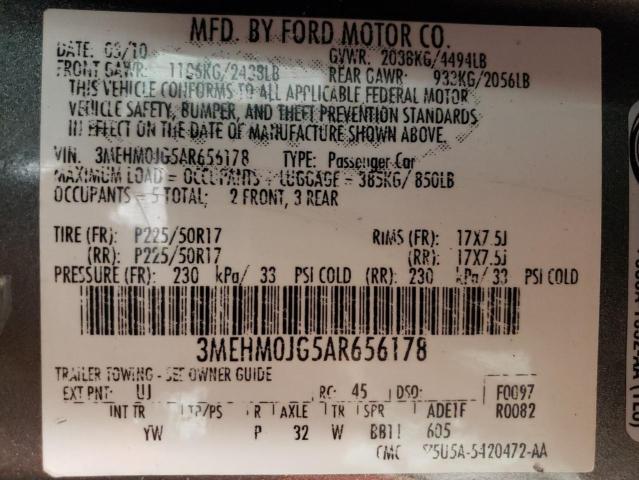 MFD. BY FORD MOTOR CO.
DATE: 03/10 GVWR: 2038KG/4494LB
FRONT GAWR: 1106KG/2438LB REAR GAWR: 933KG/2056LB
THIS VEHICLE CONFORMS TO ALL APPLICABLE FEDERAL MOTOR
VEHICLE SAFETY, BUMPER, AND THEFT PREVENTION STANDARDS
IN EFFECT ON THE DATE OF MANUFACTURE SHOWN ABOVE.
VIN: 3MEHM0JG5AR656178 TYPE: Passenger Car
MAXIMUM LOAD = OCCUPANTS + LUGGAGE = 385KG/850LB
OCCUPANTS = 5 TOTAL: 2 FRONT, 3 REAR
TIRE (FR): P225/50R17 RIMS (FR): 17X7.5J
(RR): P225/50R17 (RR): 17X7.5J
PRESSURE (FR): 230 kPa/ 33 PSI COLD (RR): 230 kPa/ 33 PSI COLD
3MEHM0JG5AR656178
TRAILER TOWING - SEE OWNER GUIDE
EXT PNT: UJ RC: 45 DSO: F0097
INT TR TP/PS R AXLE TR SPR ADE1F R0082
YW P 32 W BB11 605
CMC 5U5A-5420472-AA